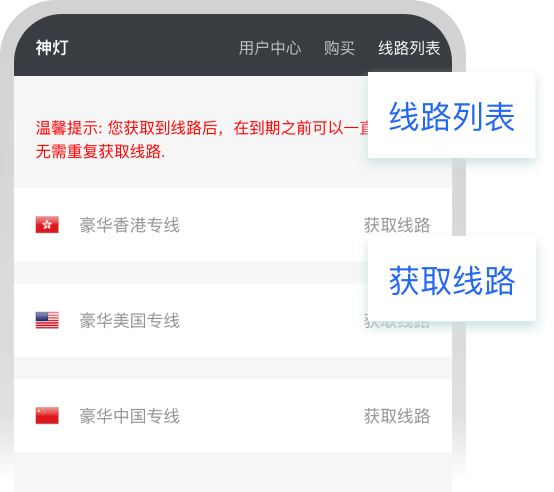 神灯 用户中心 购买 线路列表
线路列表
温馨提示: 您获取到线路后，在到期之前可以一直
无需重复获取线路.
豪华香港专线 获取线路
获取线路
豪华美国专线 获取线路
豪华中国专线 获取线路